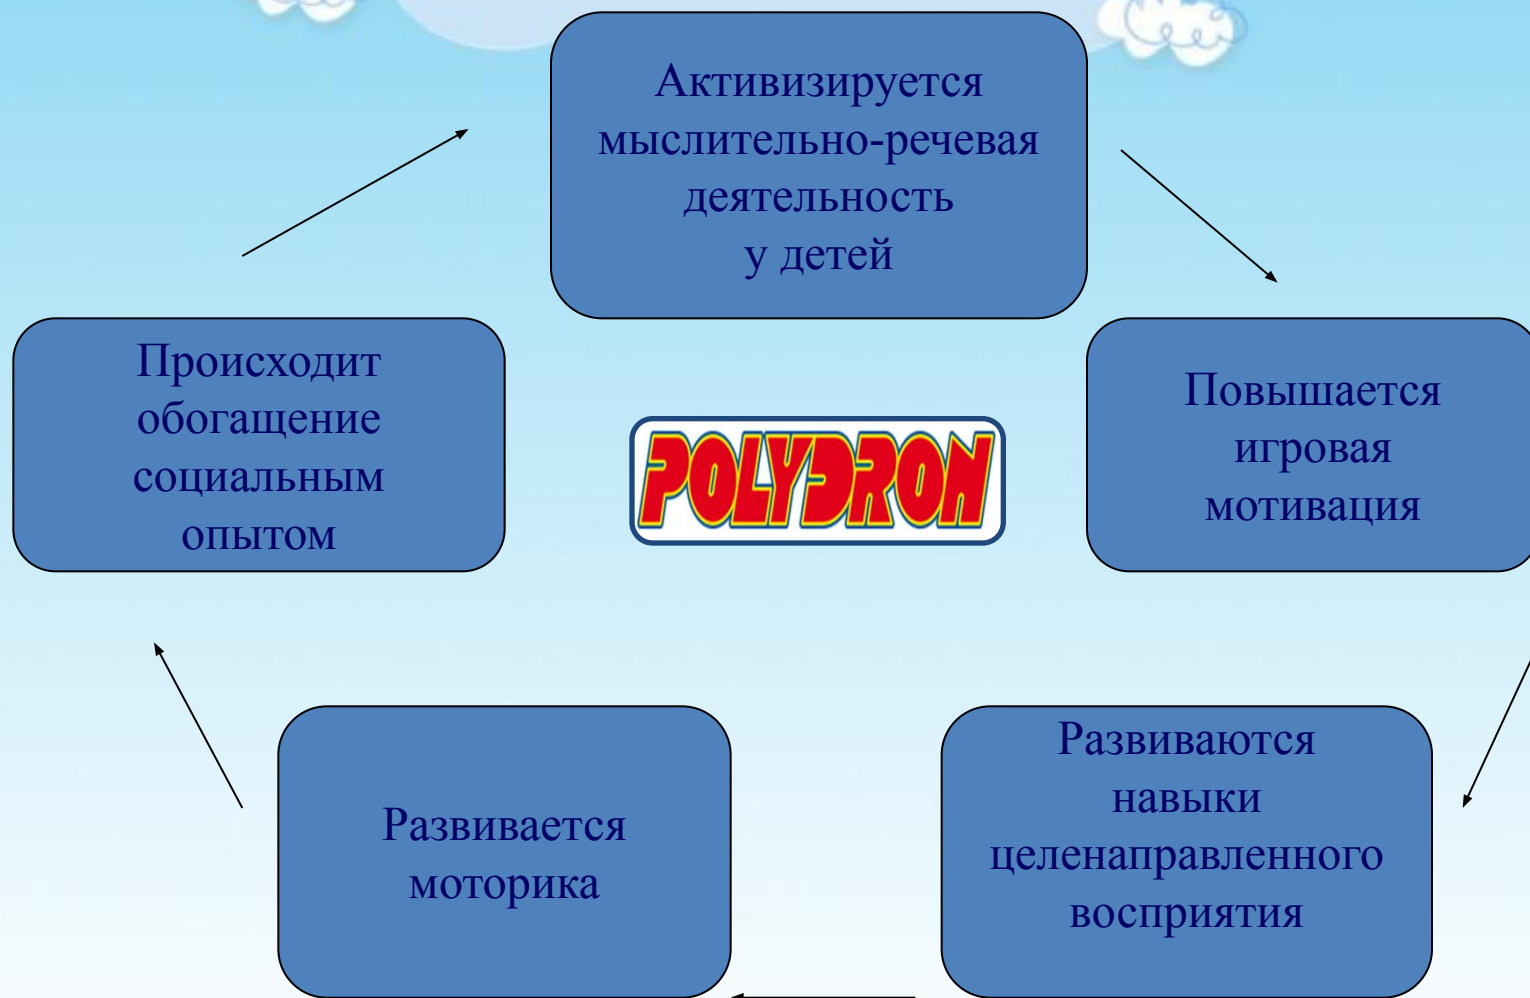 Активизируется
мыслительно-речевая
деятельность
у детей
Происходит
обогащение
социальным
опытом
POLYDRON
Повышается
игровая
мотивация
Развивается
моторика
Развиваются
навыки
целенаправленного
восприятия